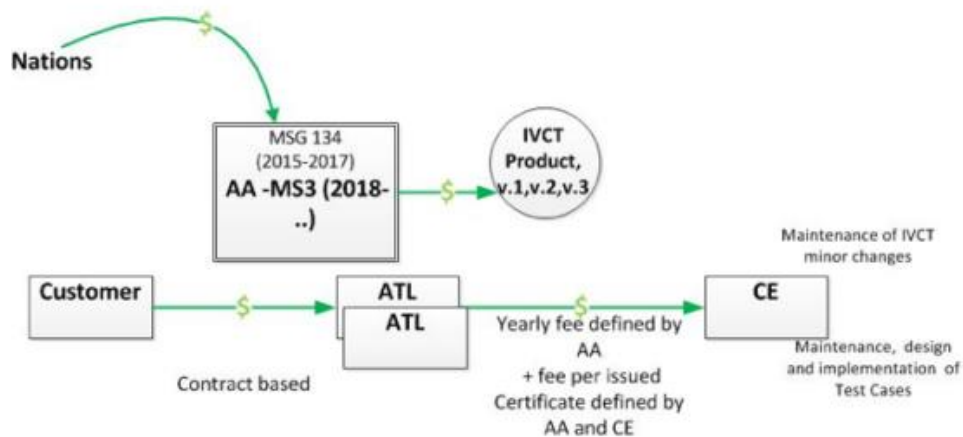 $
Nations
MSG 134
(2015-2017)
AA -MS3 (2018-
..)
$
IVCT
Product,
v.1,v.2,v.3
Maintenance of IVCT
minor changes
Customer
$
ATL
ATL
$
CE
Contract based
Yearly fee defined by
AA
+ fee per issued
Certificate defined by
AA and CE
Maintenance, design
and implementation of
Test Cases